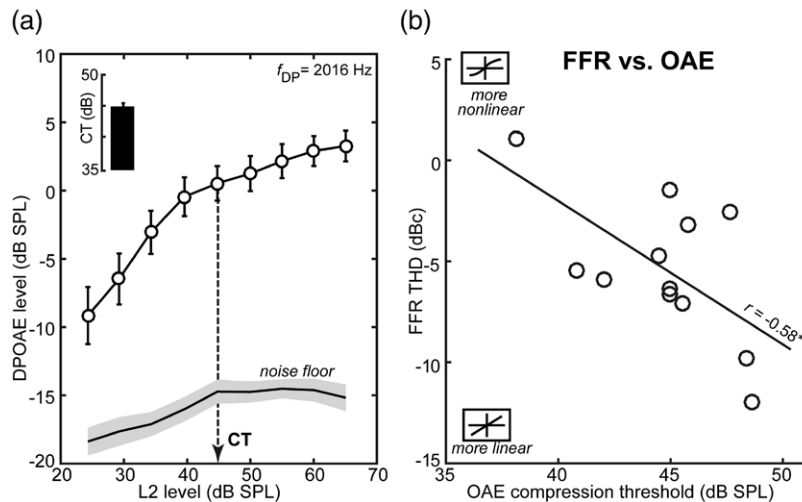 (a)
10
5
0
-5
-10
-15
-20
20
30
40
50
60
70
DPOAE level (dB SPL)
L2 level (dB SPL)
50
35
CT (dB)
fDP= 2016 Hz
noise floor
CT
(b)
FFR vs. OAE
5
0
-5
-10
-15
35
40
45
50
FFR THD (dBc)
OAE compression threshold (dB SPL)
more
nonlinear
r = -0.58*
more linear